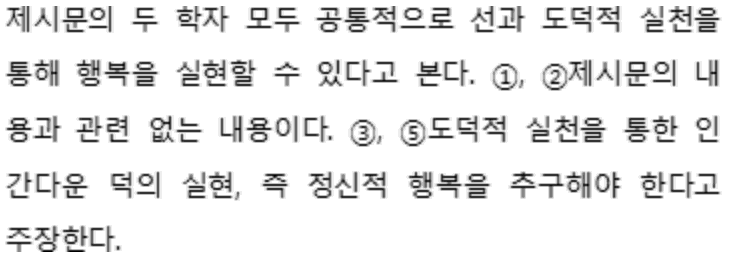 제시문의 두 학자 모두 공통적으로 선과 도덕적 실천을
통해 행복을 실현할 수 있다고 본다. ①, ②제시문의 내
용과 관련 없는 내용이다. ③, ⑤도덕적 실천을 통한 인
간다운 덕의 실현, 즉 정신적 행복을 추구해야 한다고
주장한다.